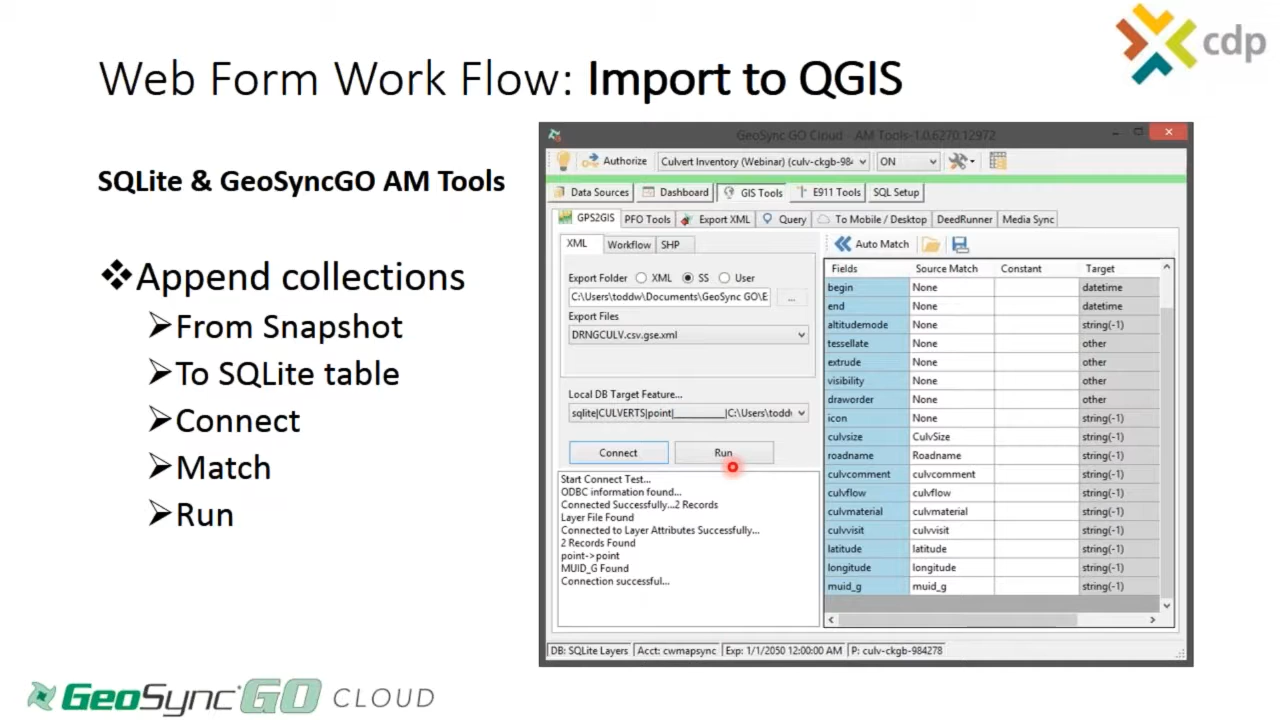 cdp
Web Form Work Flow: Import to QGIS
SQLite & GeoSyncGO AM Tools
❖Append collections
➢From Snapshot
➢To SQLite table
➢Connect
➢Match
➢Run
GeoSync GO Cloud - AM Tools-1.0.6270.12972
Authorize Culvert Inventory (Webinar) (culv-ckgb-984 ON
Data Sources Dashboard GIS Tools E911 Tools SQL Setup
GPS2GIS PFO Tools Export XML Query To Mobile / Desktop DeedRunner Media Sync
XML Workflow SHP
Export Folder XML SS User
C:\Users\toddw\Documents\GeoSync GO\E ...
Export Files
DRNGCULV.csv.gse.xml
Local DB Target Feature...
sqlite|CULVERTS|point|__________|C:\Users\toddw
Connect Run
Start Connect Test...
ODBC information found...
Connected Successfully...2 Records
Layer File Found
Connected to Layer Attributes Successfully...
2 Records Found
point->point
MUID_G Found
Connection successful...
Auto Match
Fields Source Match Constant Target
begin None datetime
end None datetime
altitudemode None string(-1)
tessellate None other
extrude None other
visibility None other
draworder None other
icon None string(-1)
culvsize CulvSize string(-1)
roadname Roadname string(-1)
culvcomment culvcomment string(-1)
culvflow culvflow string(-1)
culvmaterial culvmaterial string(-1)
culvvisit culvvisit string(-1)
latitude latitude string(-1)
longitude longitude string(-1)
muid_g muid_g string(-1)
DB: SQLite Layers Acct: cwmapsync Exp: 1/1/2050 12:00:00 AM P: culv-ckgb-984278
GeoSync GO CLOUD